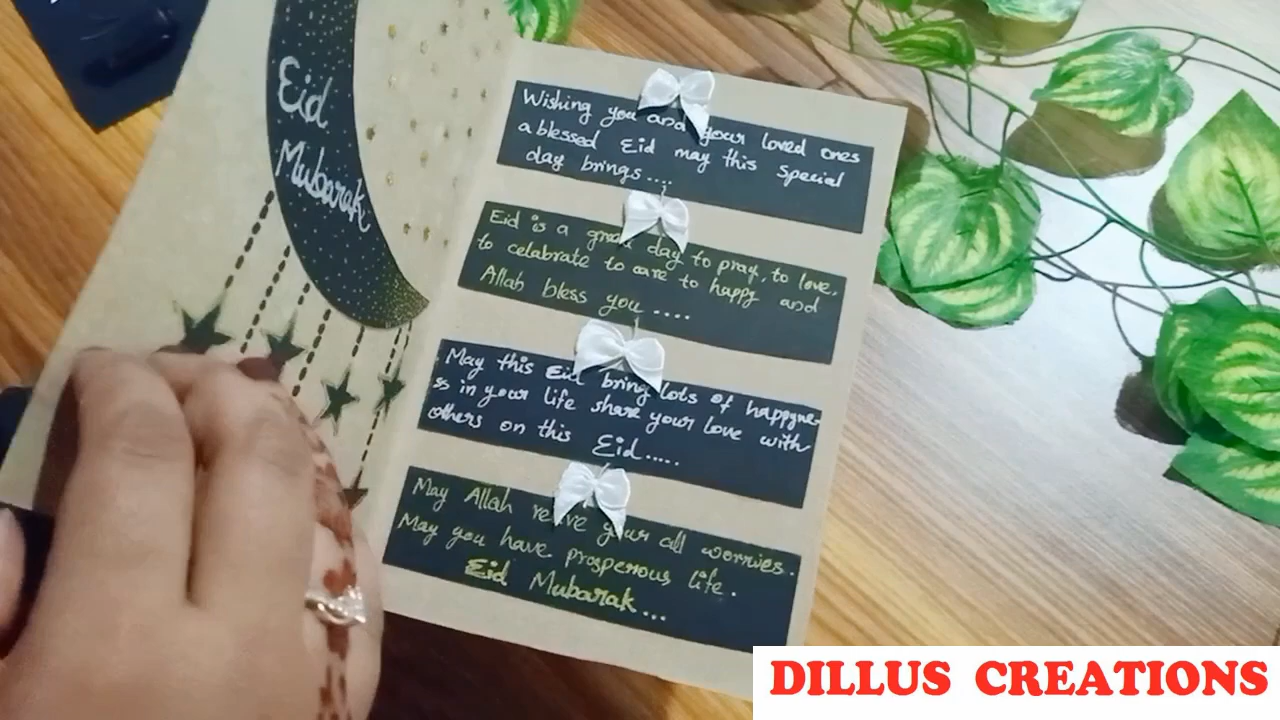 Eid
Mubarak
Wishing you and your loved ones
a blessed Eid may this special
day brings....
Eid is a great day to pray, to love,
to celebrate to care to happy and
Allah bless you....
May this Eid bring lots of happyne-
ss in your life share your love with
others on this Eid.....
May Allah your all worries.
May you have prosperous life.
Eid Mubarak...
DILLUS CREATIONS